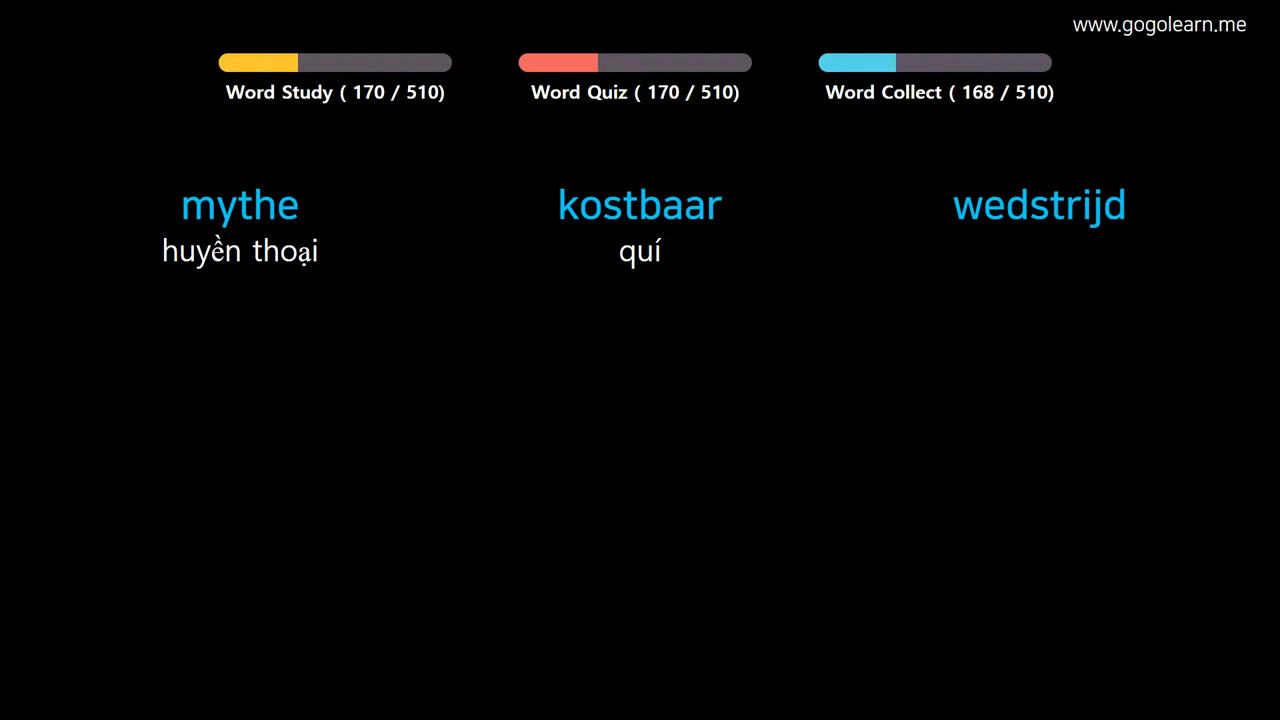 www.gogolearn.me
Word Study ( 170 / 510)
Word Quiz ( 170 / 510)
Word Collect ( 168 / 510)
mythe
huyền thoại
kostbaar
quí
wedstrijd